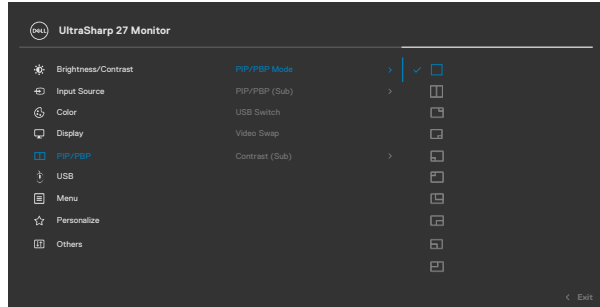 DELL UltraSharp 27 Monitor
Brightness/Contrast PIP/PBP Mode
Input Source PIP/PBP (Sub)
Color USB Switch
Display Video Swap
PIP/PBP Contrast (Sub)
USB
Menu
Personalize
Others
Exit